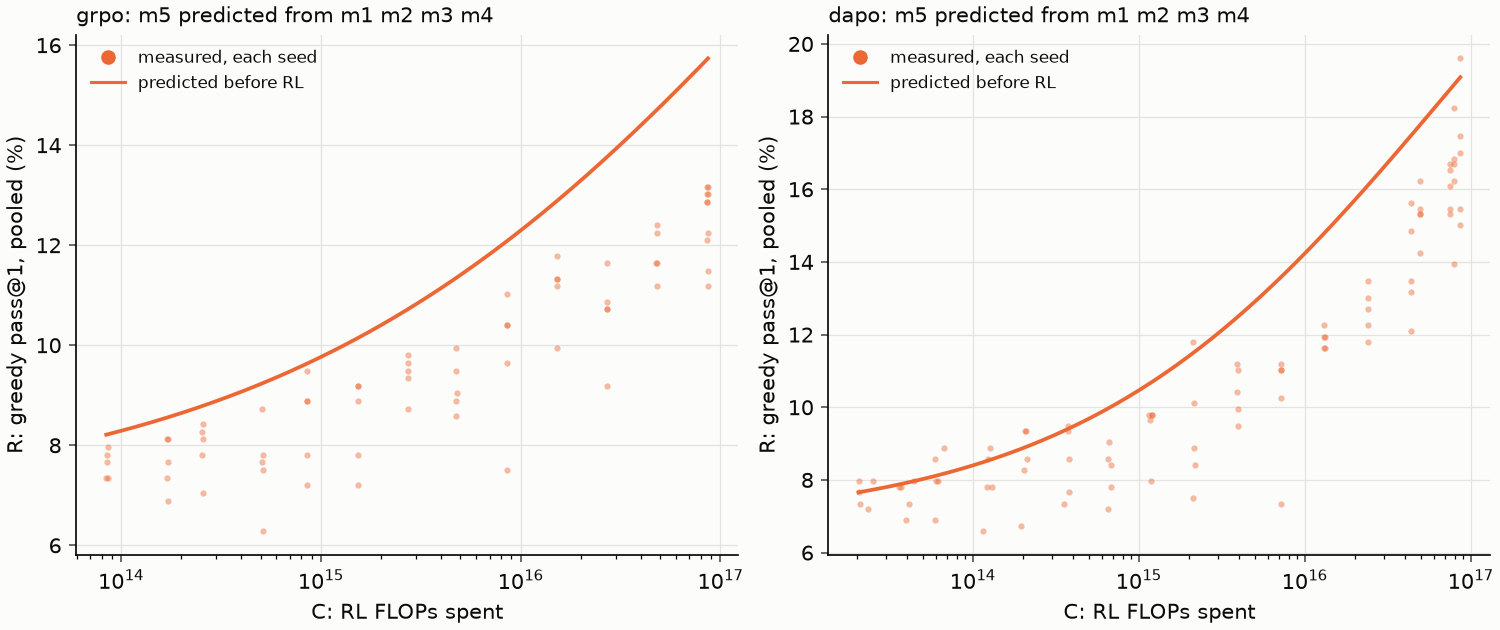 grpo: m5 predicted from m1 m2 m3 m4
measured, each seed
predicted before RL
R: greedy pass@1, pooled (%)
16
14
12
10
8
6
10^14
10^15
10^16
10^17
C: RL FLOPs spent
dapo: m5 predicted from m1 m2 m3 m4
measured, each seed
predicted before RL
R: greedy pass@1, pooled (%)
20
18
16
14
12
10
8
6
10^14
10^15
10^16
10^17
C: RL FLOPs spent